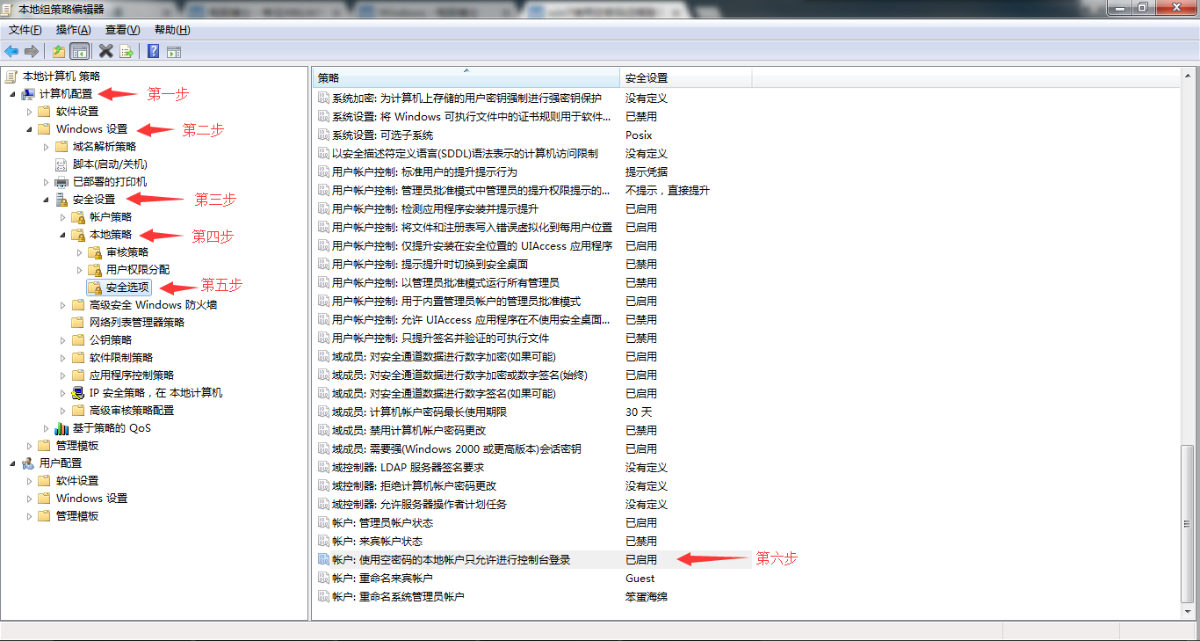 本地组策略编辑器
文件(F) 操作(A) 查看(V) 帮助(H)
本地计算机 策略
计算机配置
第一步
软件设置
Windows 设置
第二步
域名解析策略
脚本(启动/关机)
已部署的打印机
安全设置
第三步
帐户策略
本地策略
第四步
审核策略
用户权限分配
安全选项
第五步
高级安全 Windows 防火墙
网络列表管理器策略
公钥策略
软件限制策略
应用程序控制策略
IP 安全策略，在 本地计算机
高级审核策略配置
基于策略的 QoS
管理模板
用户配置
软件设置
Windows 设置
管理模板
策略 安全设置
系统加密: 为计算机上存储的用户密钥强制进行强密钥保护 没有定义
系统设置: 将 Windows 可执行文件中的证书规则用于软件... 已禁用
系统设置: 可选子系统 Posix
以安全描述符定义语言(SDDL)语法表示的计算机访问限制 没有定义
用户帐户控制: 标准用户的提升提示行为 提示凭据
用户帐户控制: 管理员批准模式中管理员的提升权限提示的... 不提示，直接提升
用户帐户控制: 检测应用程序安装并提示提升 已启用
用户帐户控制: 将文件和注册表写入错误虚拟化到每用户位置 已启用
用户帐户控制: 仅提升安装在安全位置的 UIAccess 应用程序 已启用
用户帐户控制: 提示提升时切换到安全桌面 已禁用
用户帐户控制: 以管理员批准模式运行所有管理员 已禁用
用户帐户控制: 用于内置管理员帐户的管理员批准模式 已启用
用户帐户控制: 允许 UIAccess 应用程序在不使用安全桌面... 已禁用
用户帐户控制: 只提升签名并验证的可执行文件 已禁用
域成员: 对安全通道数据进行数字加密(如果可能) 已启用
域成员: 对安全通道数据进行数字加密或数字签名(始终) 已启用
域成员: 对安全通道数据进行数字签名(如果可能) 已启用
域成员: 计算机帐户密码最长使用期限 30 天
域成员: 禁用计算机帐户密码更改 已禁用
域成员: 需要强(Windows 2000 或更高版本)会话密钥 已启用
域控制器: LDAP 服务器签名要求 没有定义
域控制器: 拒绝计算机帐户密码更改 没有定义
域控制器: 允许服务器操作者计划任务 没有定义
帐户: 管理员帐户状态 已启用
帐户: 来宾帐户状态 已禁用
帐户: 使用空密码的本地帐户只允许进行控制台登录 已启用
第六步
帐户: 重命名来宾帐户 Guest
帐户: 重命名系统管理员帐户 笨蛋海绵